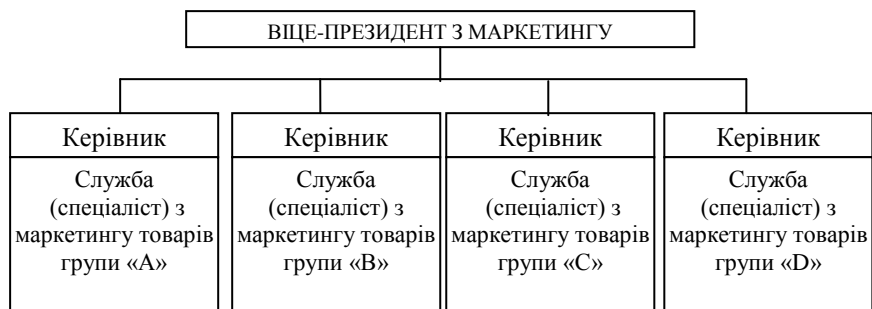 ВІЦЕ-ПРЕЗИДЕНТ З МАРКЕТИНГУ
Керівник
Служба
(спеціаліст) з
маркетингу товарів
групи «А»
Керівник
Служба
(спеціаліст) з
маркетингу товарів
групи «В»
Керівник
Служба
(спеціаліст) з
маркетингу товарів
групи «С»
Керівник
Служба
(спеціаліст) з
маркетингу товарів
групи «D»